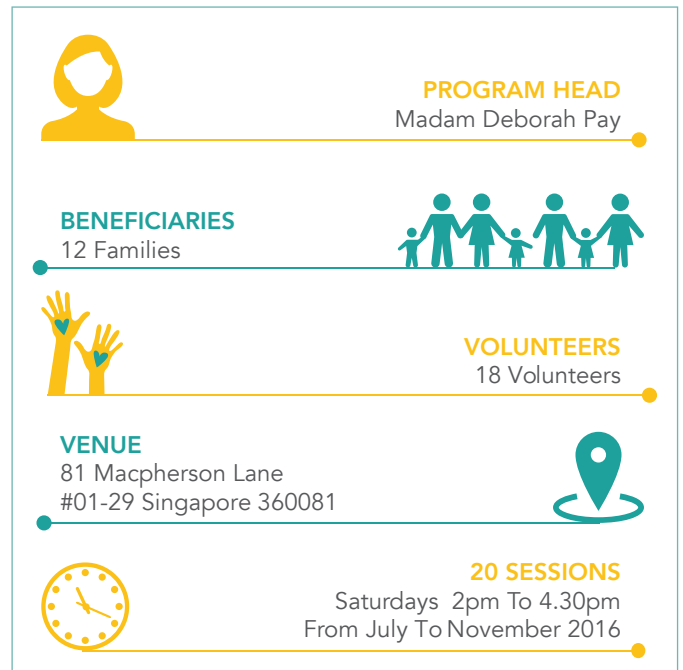 PROGRAM HEAD
Madam Deborah Pay
BENEFICIARIES
12 Families
VOLUNTEERS
18 Volunteers
VENUE
81 Macpherson Lane
#01-29 Singapore 360081
20 SESSIONS
Saturdays 2pm To 4.30pm
From July To November 2016